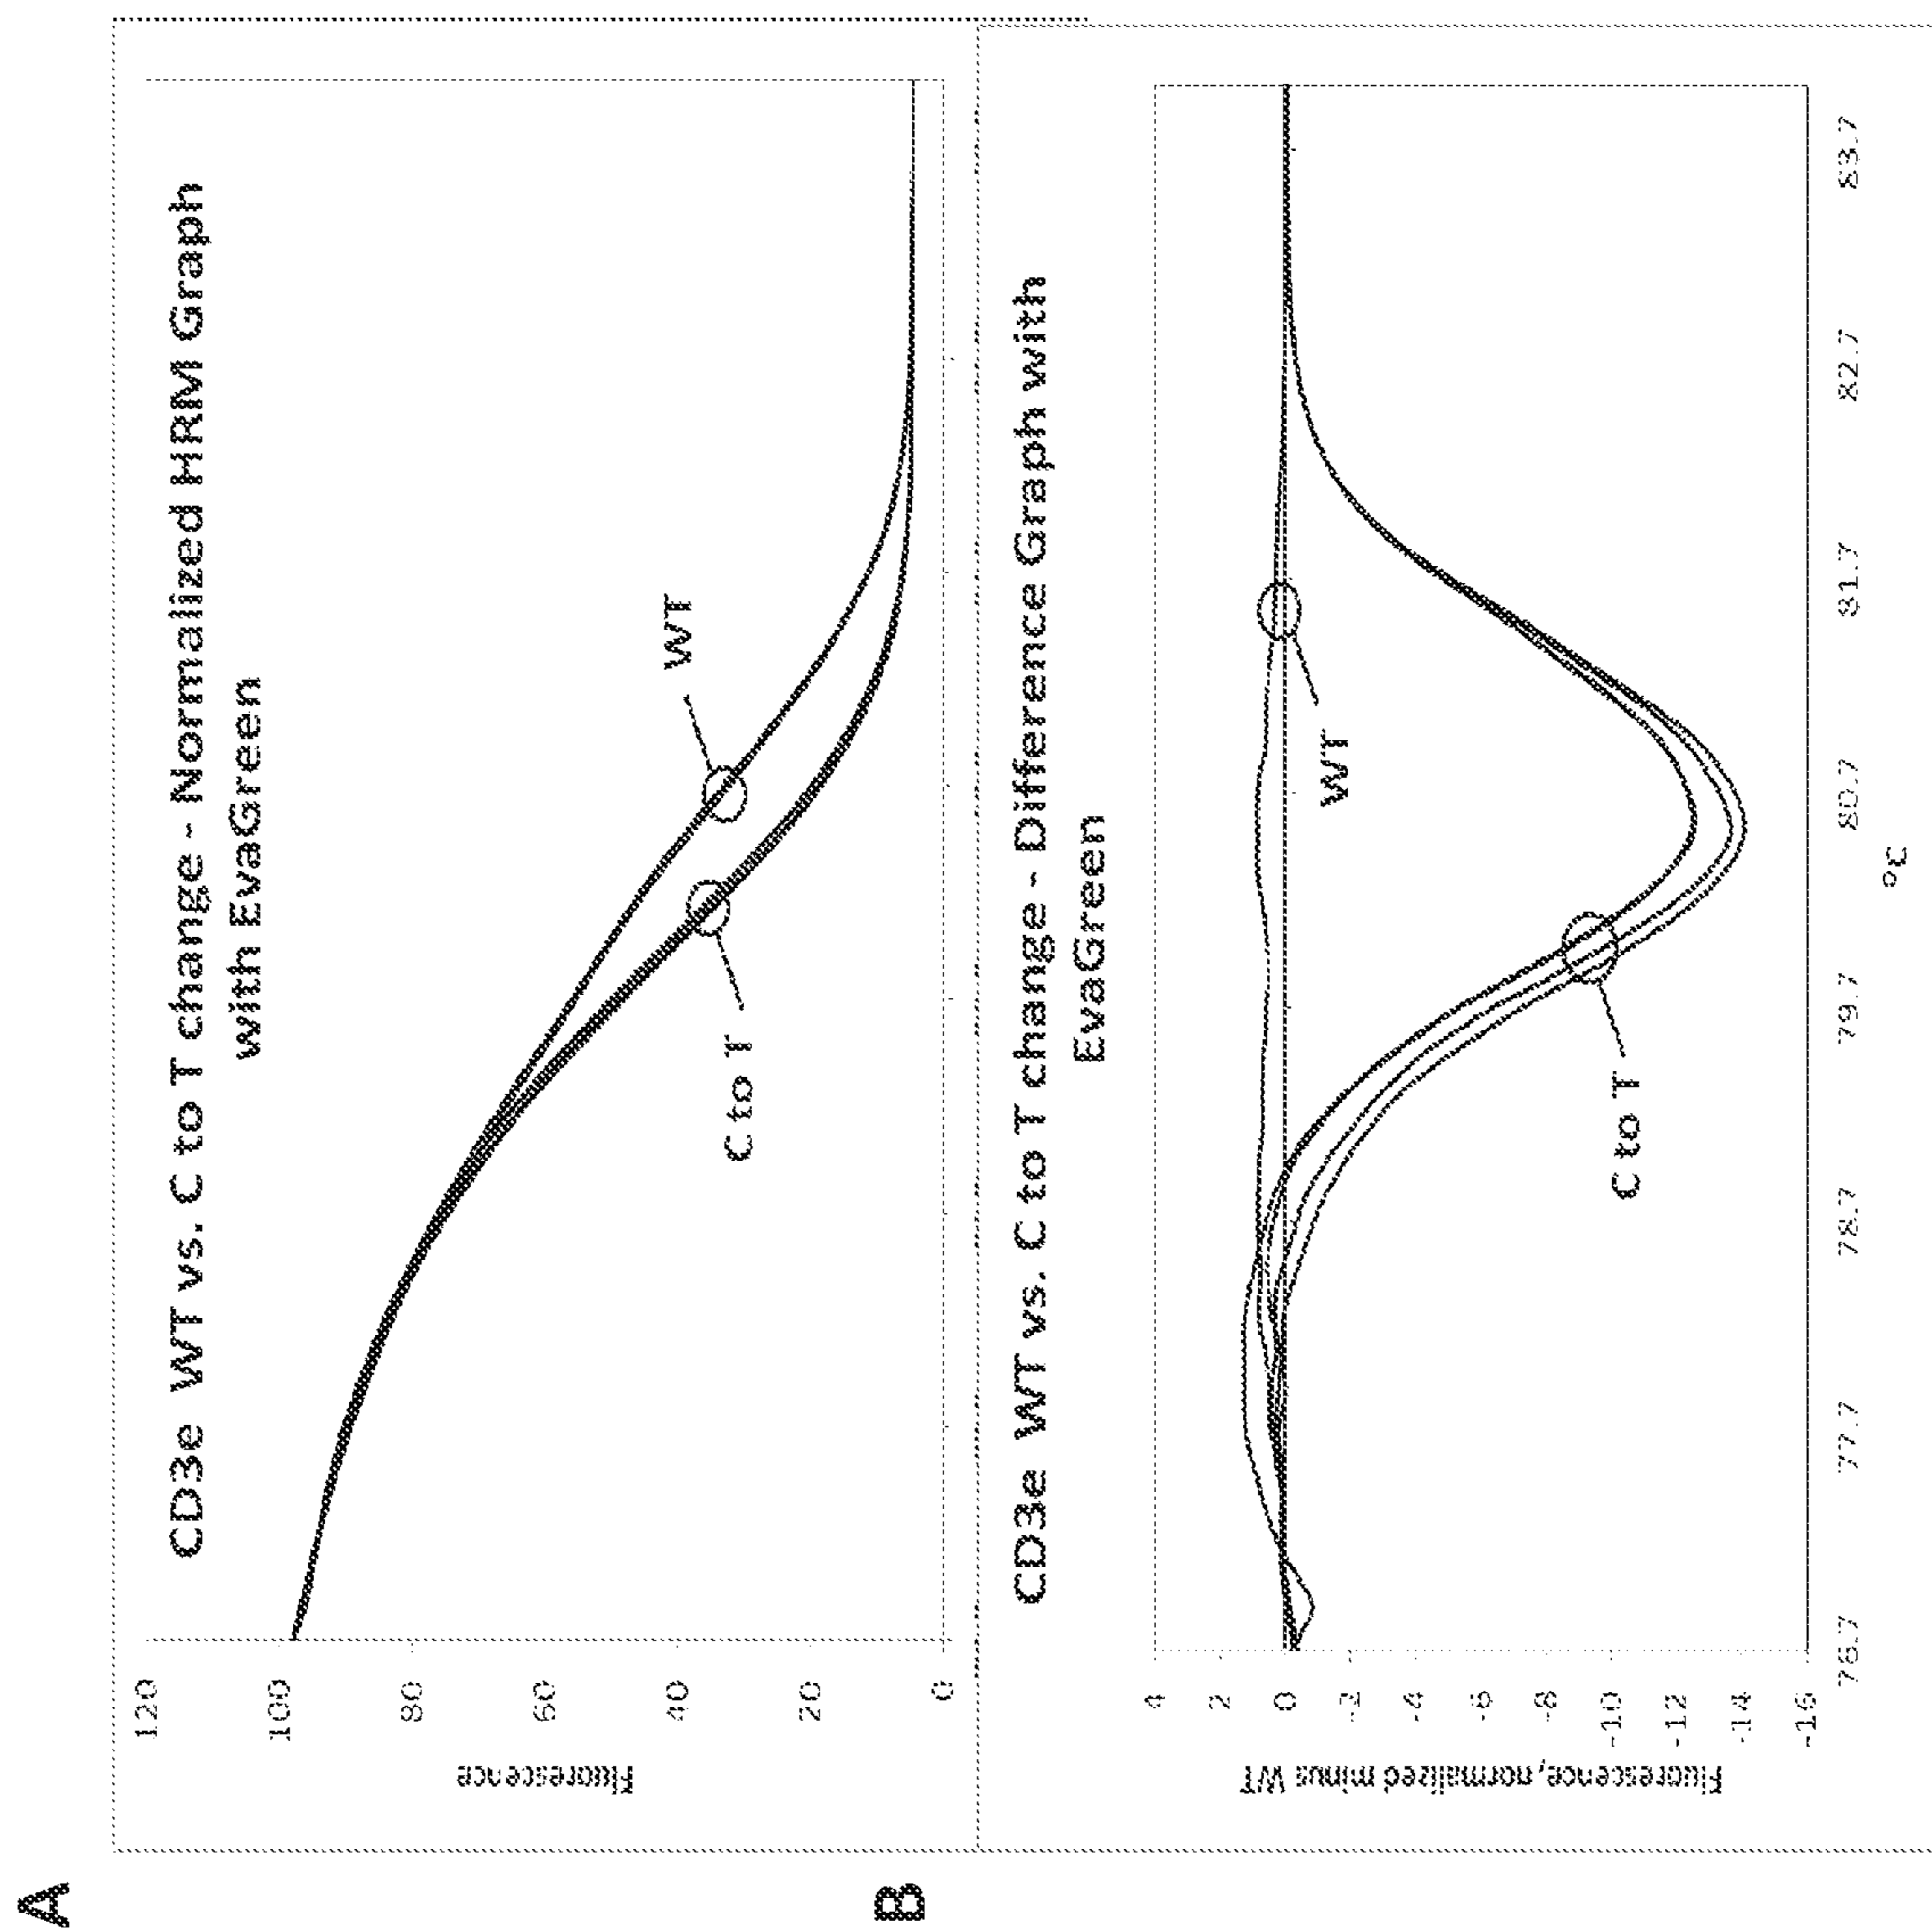 A
CD3e WT vs. C to T change - Normalized HRM Graph
with EvaGreen
Fluorescence
120
100
80
60
40
20
0
WT
C to T
B
CD3e WT vs. C to T change - Difference Graph with
EvaGreen
Fluorescence, normalized minus WT
4
2
0
-2
-4
-6
-8
-10
-12
-14
-16
WT
C to T
76.7 77.7 78.7 79.7 80.7 81.7 82.7 83.7
°C